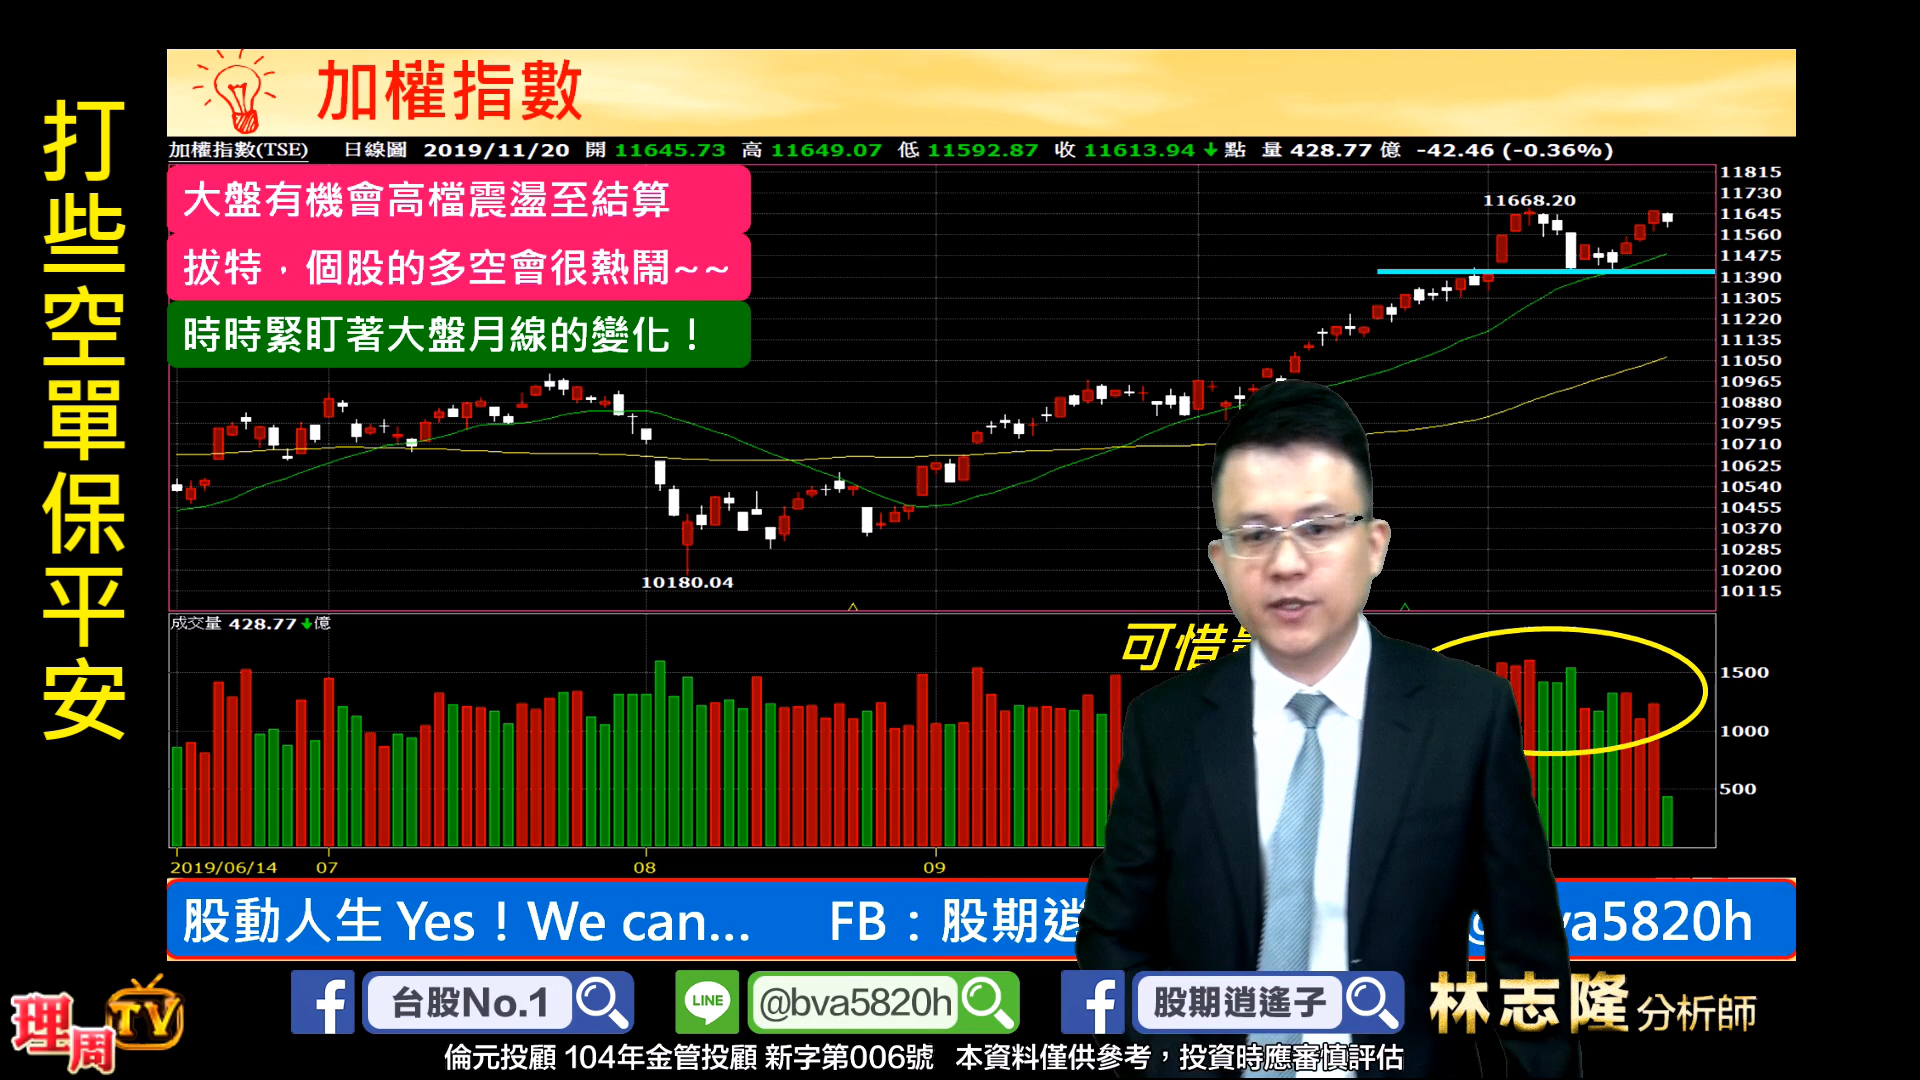 打些空單保平安
加權指數
加權指數(TSE) 日線圖 2019/11/20 開 11645.73 高 11649.07 低 11592.87 收 11613.94 點 量 428.77 億 -42.46 (-0.36%)
大盤有機會高檔震盪至結算
拔特，個股的多空會很熱鬧~~
時時緊盯著大盤月線的變化！
11668.20
10180.04
11815
11730
11645
11560
11475
11390
11305
11220
11135
11050
10965
10880
10795
10710
10625
10540
10455
10370
10285
10200
10115
成交量 428.77 億
可惜
1500
1000
500
2019/06/14 07 08 09
股動人生 Yes！We can... FB：股期逍 va5820h
理周TV
台股No.1
LINE @bva5820h
股期逍遙子
林志隆 分析師
倫元投顧 104年金管投顧 新字第006號 本資料僅供參考，投資時應審慎評估